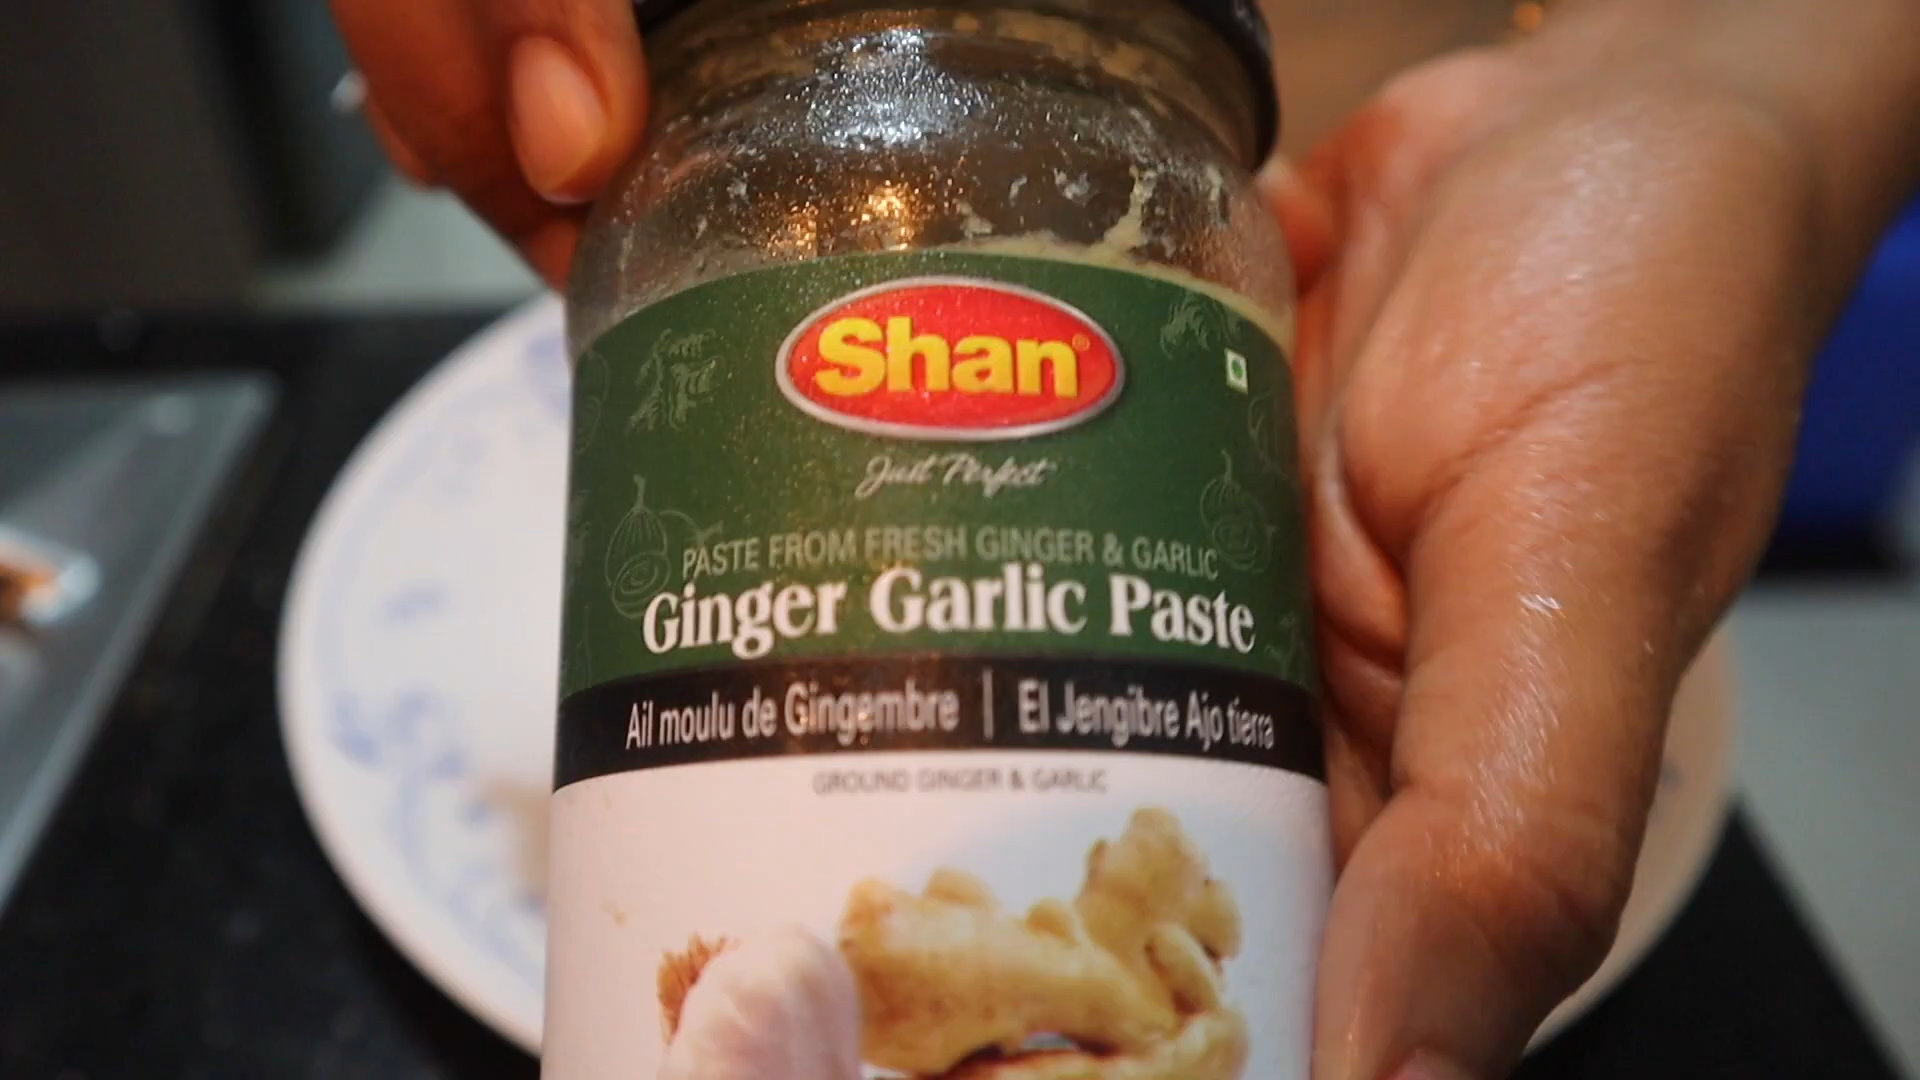 Shan®
Just Perfect
PASTE FROM FRESH GINGER & GARLIC
Ginger Garlic Paste
Ail moulu de Gingembre | El Jengibre Ajo tierra
GROUND GINGER & GARLIC